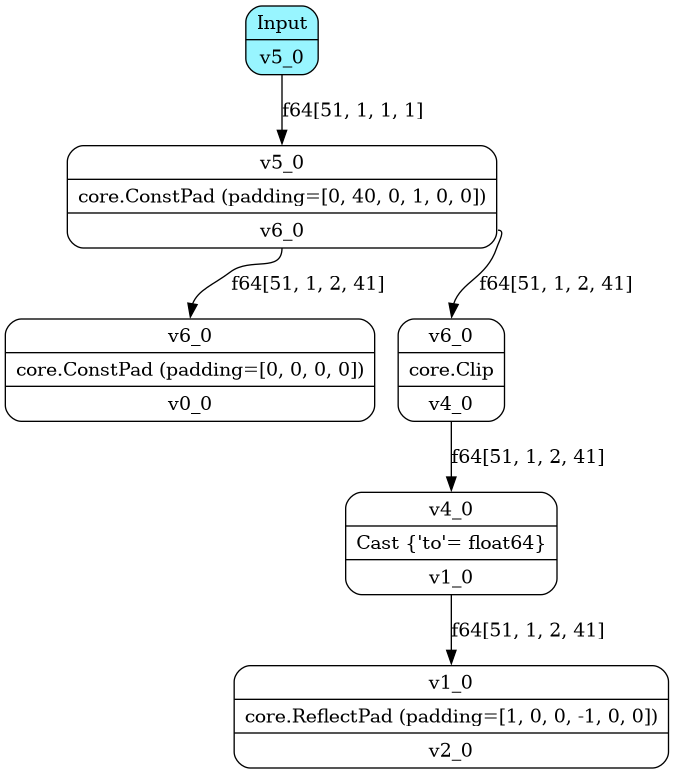 Input
v5_0
f64[51, 1, 1, 1]
v5_0
core.ConstPad (padding=[0, 40, 0, 1, 0, 0])
v6_0
f64[51, 1, 2, 41]
f64[51, 1, 2, 41]
v6_0
core.ConstPad (padding=[0, 0, 0, 0])
v0_0
v6_0
core.Clip
v4_0
f64[51, 1, 2, 41]
v4_0
Cast {'to'= float64}
v1_0
f64[51, 1, 2, 41]
v1_0
core.ReflectPad (padding=[1, 0, 0, -1, 0, 0])
v2_0